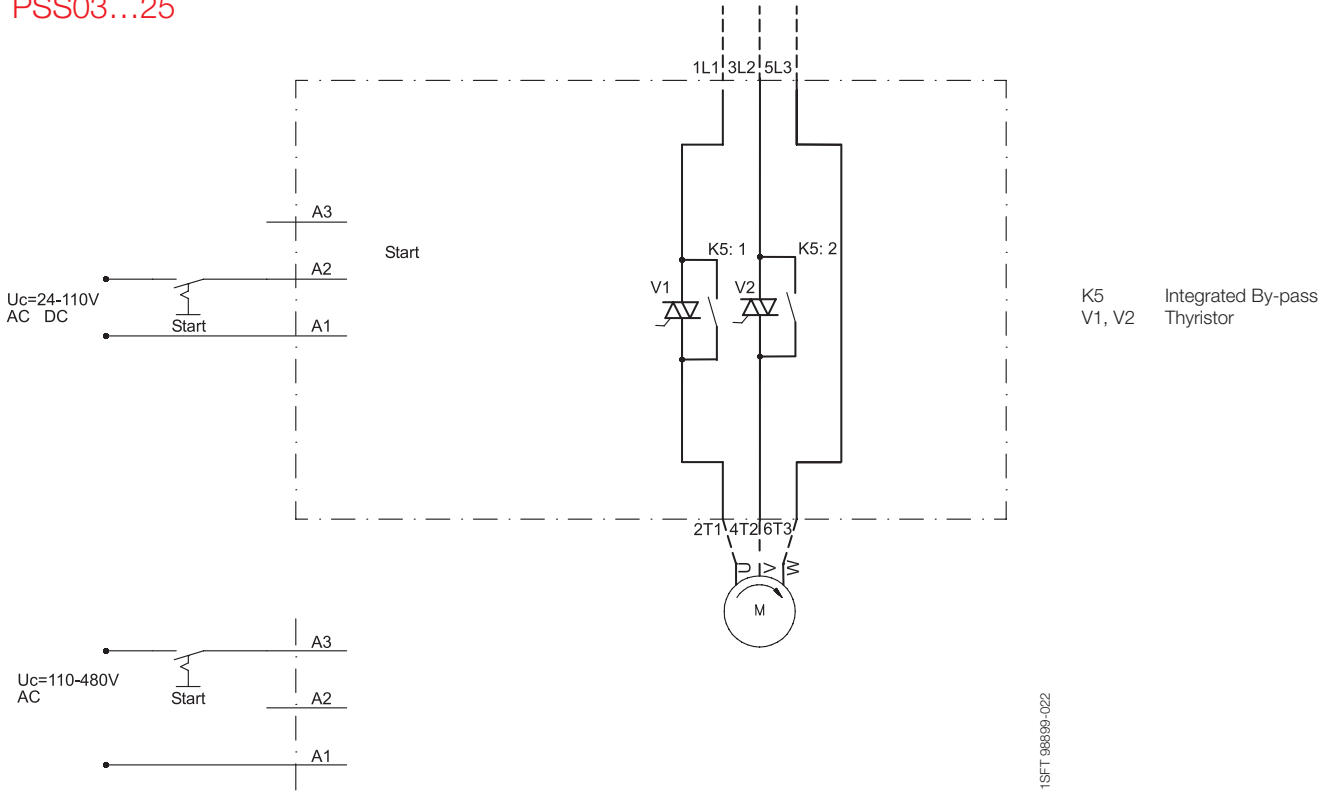 PSS03...25
1L1 3L2 5L3
A3
Start
A2
K5: 1
K5: 2
Uc=24-110V
AC DC
Start
V1
V2
A1
K5 Integrated By-pass
V1, V2 Thyristor
2T1 4T2 6T3
U V W
M
A3
Uc=110-480V
AC
Start
A2
A1
1SFT 98899-022